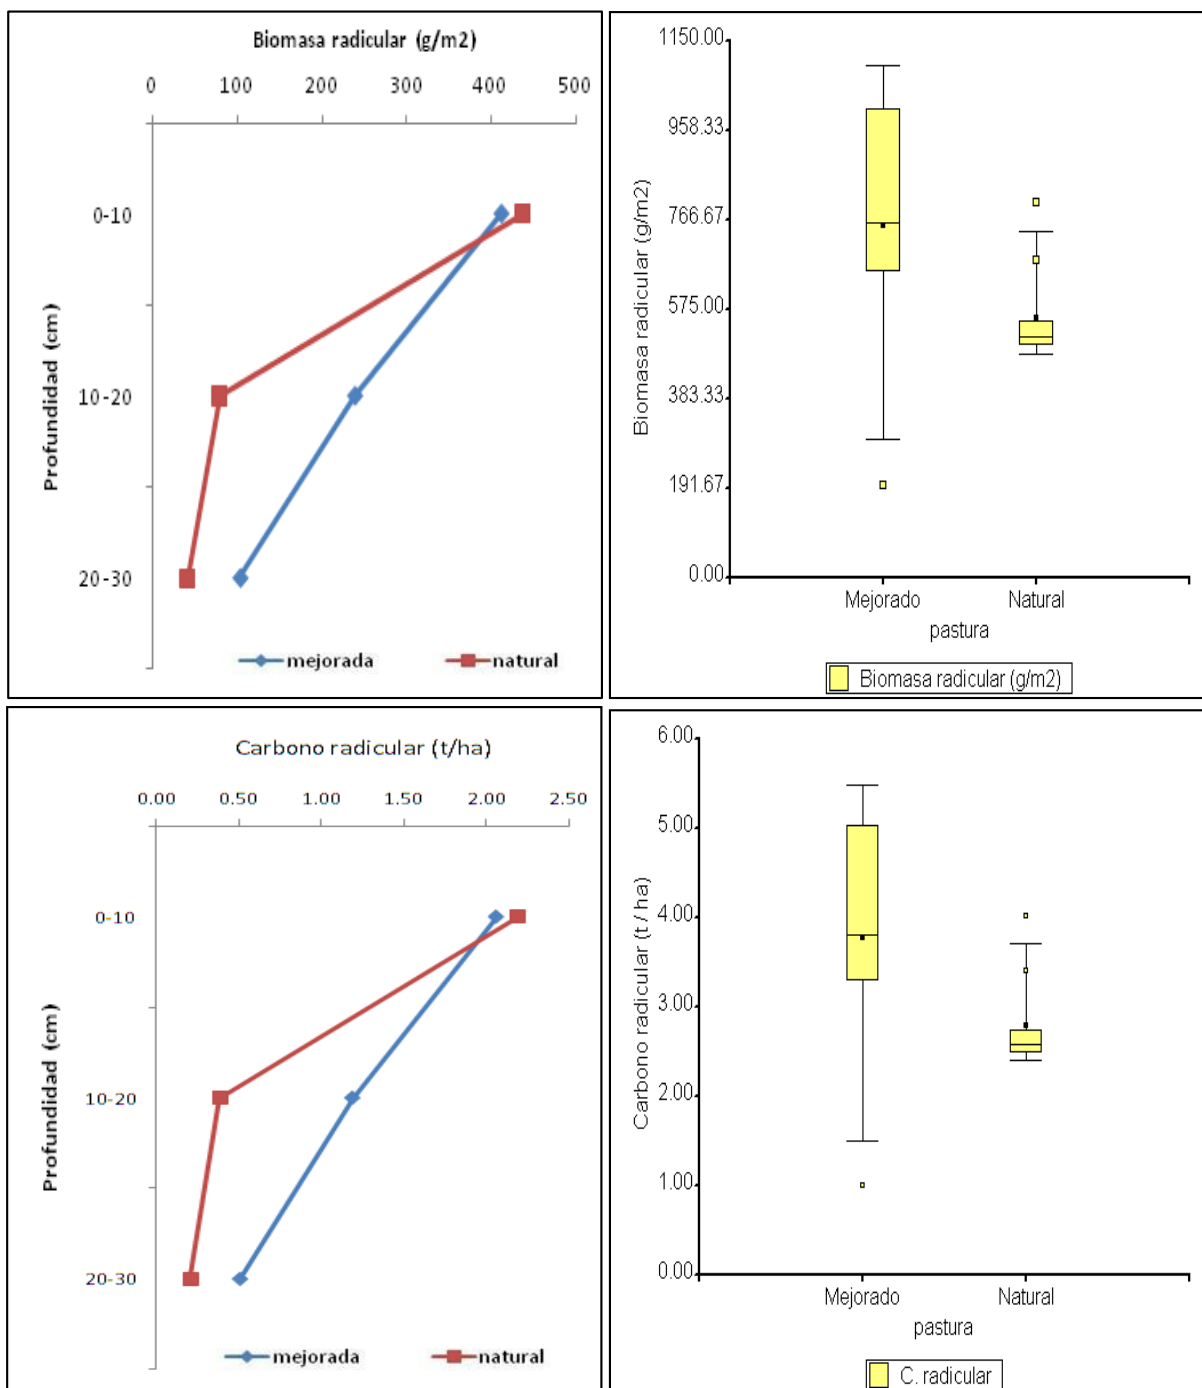 Biomasa radicular (g/m2)
0 100 200 300 400 500
0-10
10-20
20-30
Profundidad (cm)
mejorada natural
1150.00
958.33
766.67
575.00
383.33
191.67
0.00
Biomasa radicular (g/m2)
Mejorado Natural
pastura
Biomasa radicular (g/m2)
Carbono radicular (t/ha)
0.00 0.50 1.00 1.50 2.00 2.50
0-10
10-20
20-30
Profundidad (cm)
mejorada natural
6.00
5.00
4.00
3.00
2.00
1.00
0.00
Carbono radicular (t / ha)
Mejorado Natural
pastura
C. radicular